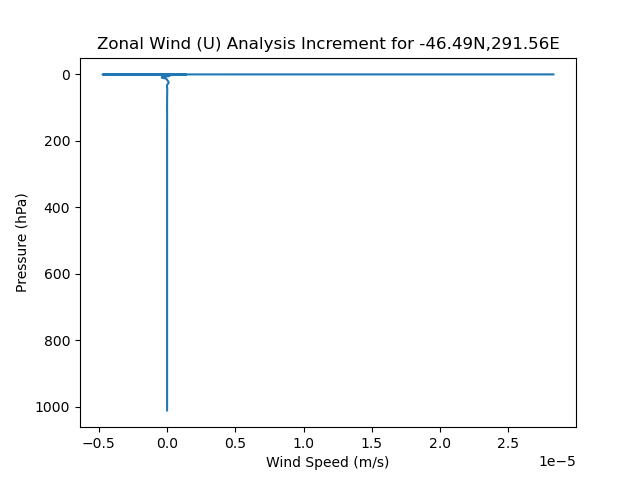 Zonal Wind (U) Analysis Increment for -46.49N,291.56E
0
200
400
600
800
1000
Pressure (hPa)
−0.5 0.0 0.5 1.0 1.5 2.0 2.5
1e−5
Wind Speed (m/s)